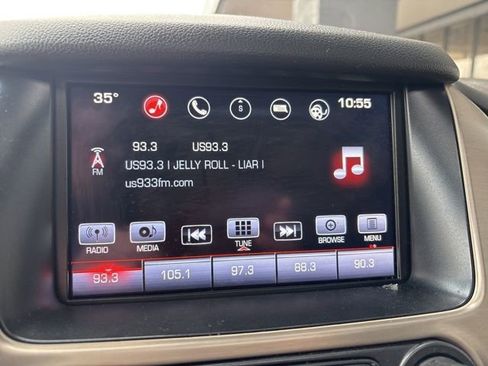 35°
S
10:55
93.3 US93.3
US93.3 | JELLY ROLL - LIAR |
us933fm.com
FM
RADIO MEDIA TUNE BROWSE MENU
93.3 105.1 97.3 88.3 90.3